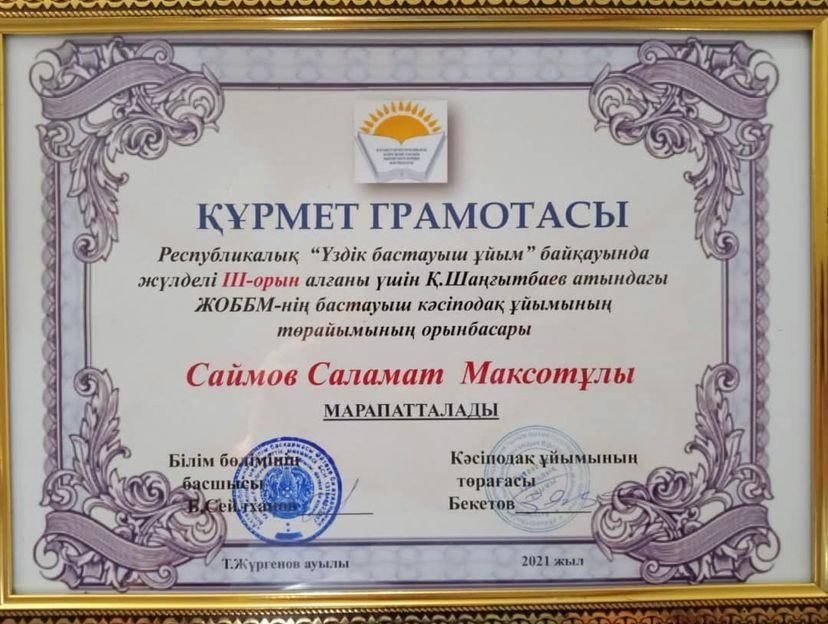 ҚҰРМЕТ ГРАМОТАСЫ
Республикалық “Үздік бастауыш ұйым” байқауында
жүлделі ІІІ-орын алғаны үшін Қ.Шаңғытбаев атындағы
ЖОББМ-нің бастауыш кәсіподақ ұйымының
төрайымының орынбасары
Саймов Саламат Максотұлы
МАРАПАТТАЛАДЫ
Білім бөлімінің
басшысы
Кәсіподақ ұйымының
төрағасы
Бекетов
Т.Жүргенов ауылы
2021 жыл